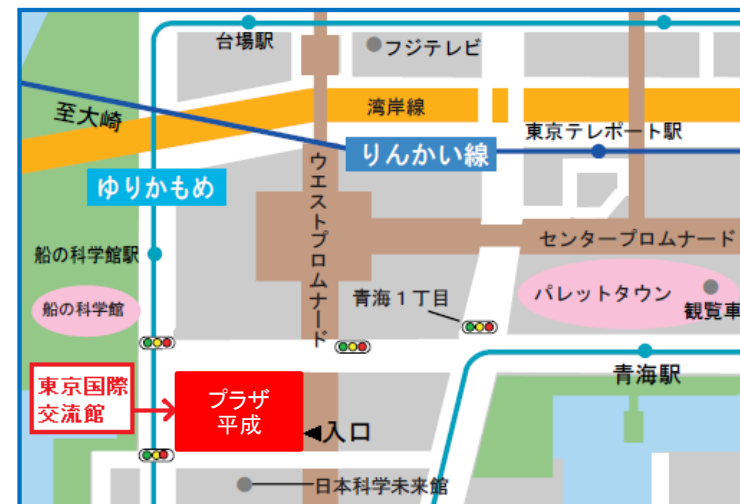 台場駅
フジテレビ
至大崎
湾岸線
東京テレポート駅
りんかい線
ゆりかもめ
ウエストプロムナード
センタープロムナード
船の科学館駅
船の科学館
青海1丁目
パレットタウン
観覧車
東京国際
交流館
プラザ
平成
青海駅
入口
日本科学未来館